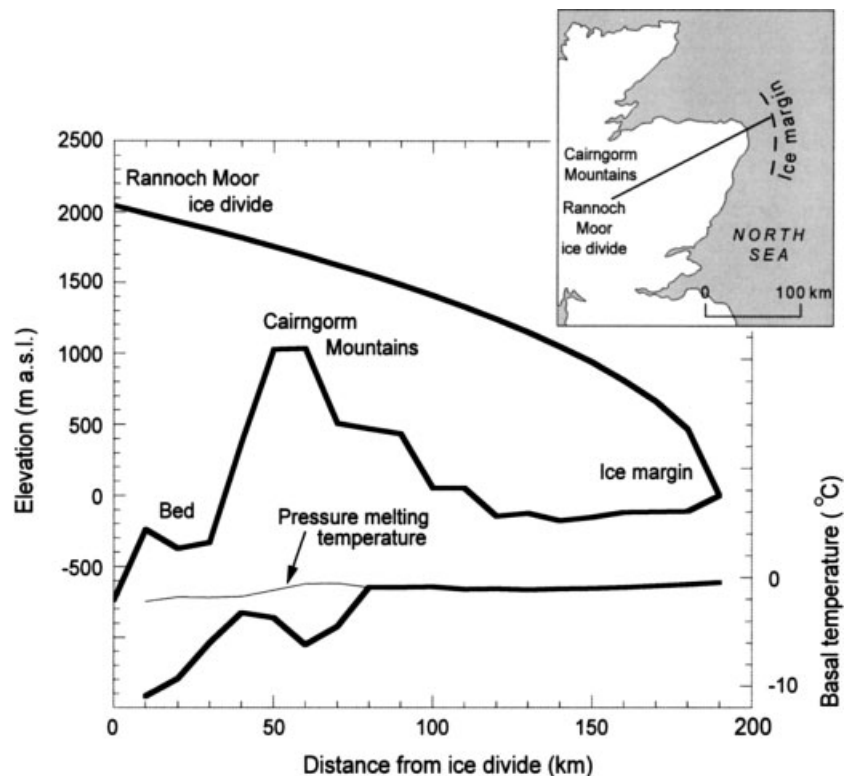 Ice margin
Cairngorm
Mountains
Rannoch
Moor
ice divide
NORTH
SEA
0 100 km
2500
2000
1500
1000
500
0
-500
Elevation (m a.s.l.)
Rannoch Moor
ice divide
Cairngorm
Mountains
Bed
Pressure melting
temperature
Ice margin
0
-10
Basal temperature (°C)
0 50 100 150 200
Distance from ice divide (km)